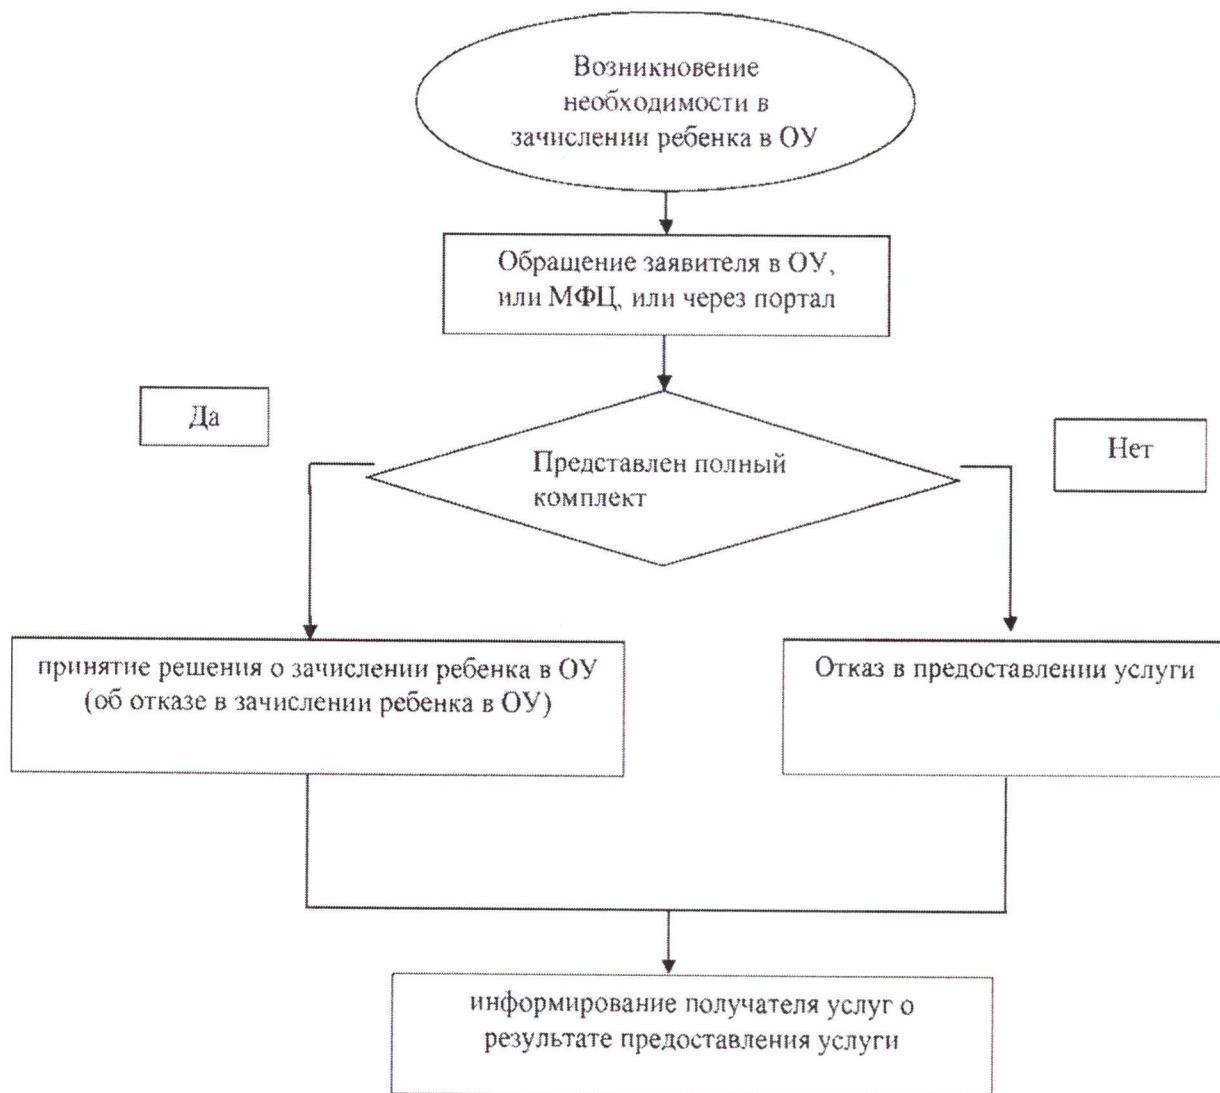 Возникновение
необходимости в
зачислении ребенка в ОУ
Обращение заявителя в ОУ,
или МФЦ, или через портал
Да
Представлен полный
комплект
Нет
принятие решения о зачислении ребенка в ОУ
(об отказе в зачислении ребенка в ОУ)
Отказ в предоставлении услуги
информирование получателя услуг о
результате предоставления услуги